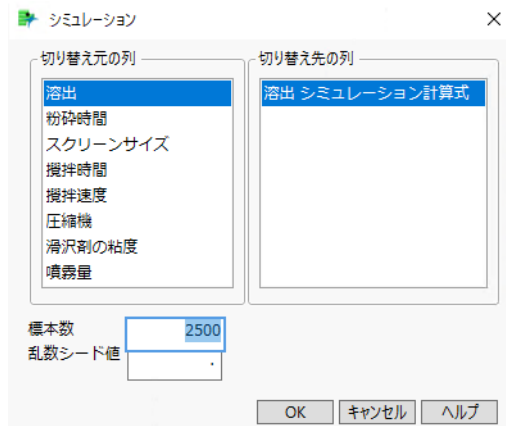 シミュレーション
切り替え元の列
溶出
粉砕時間
スクリーンサイズ
撹拌時間
撹拌速度
圧縮機
滑沢剤の粘度
噴霧量
切り替え先の列
溶出 シミュレーション計算式
標本数 2500
乱数シード値 .
OK キャンセル ヘルプ